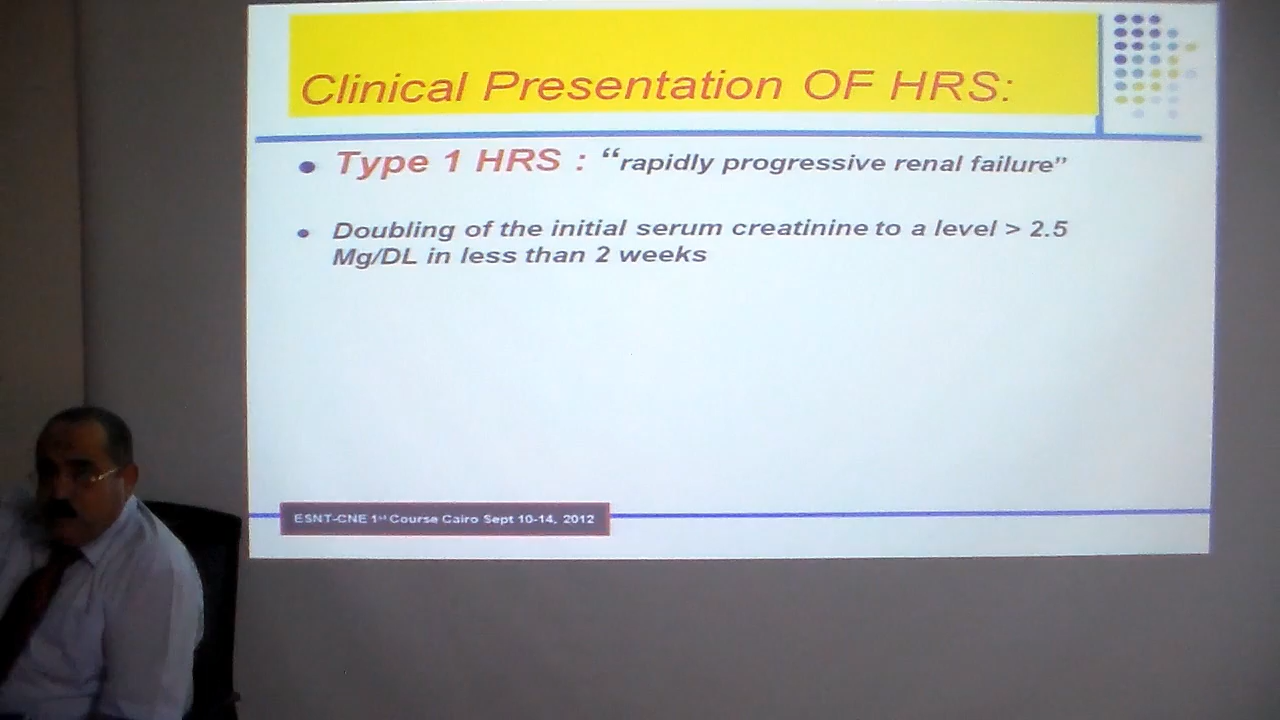 Clinical Presentation OF HRS:
• Type 1 HRS : “rapidly progressive renal failure”
• Doubling of the initial serum creatinine to a level > 2.5
Mg/DL in less than 2 weeks
ESNT-CNE 1st Course Cairo Sept 10-14, 2012